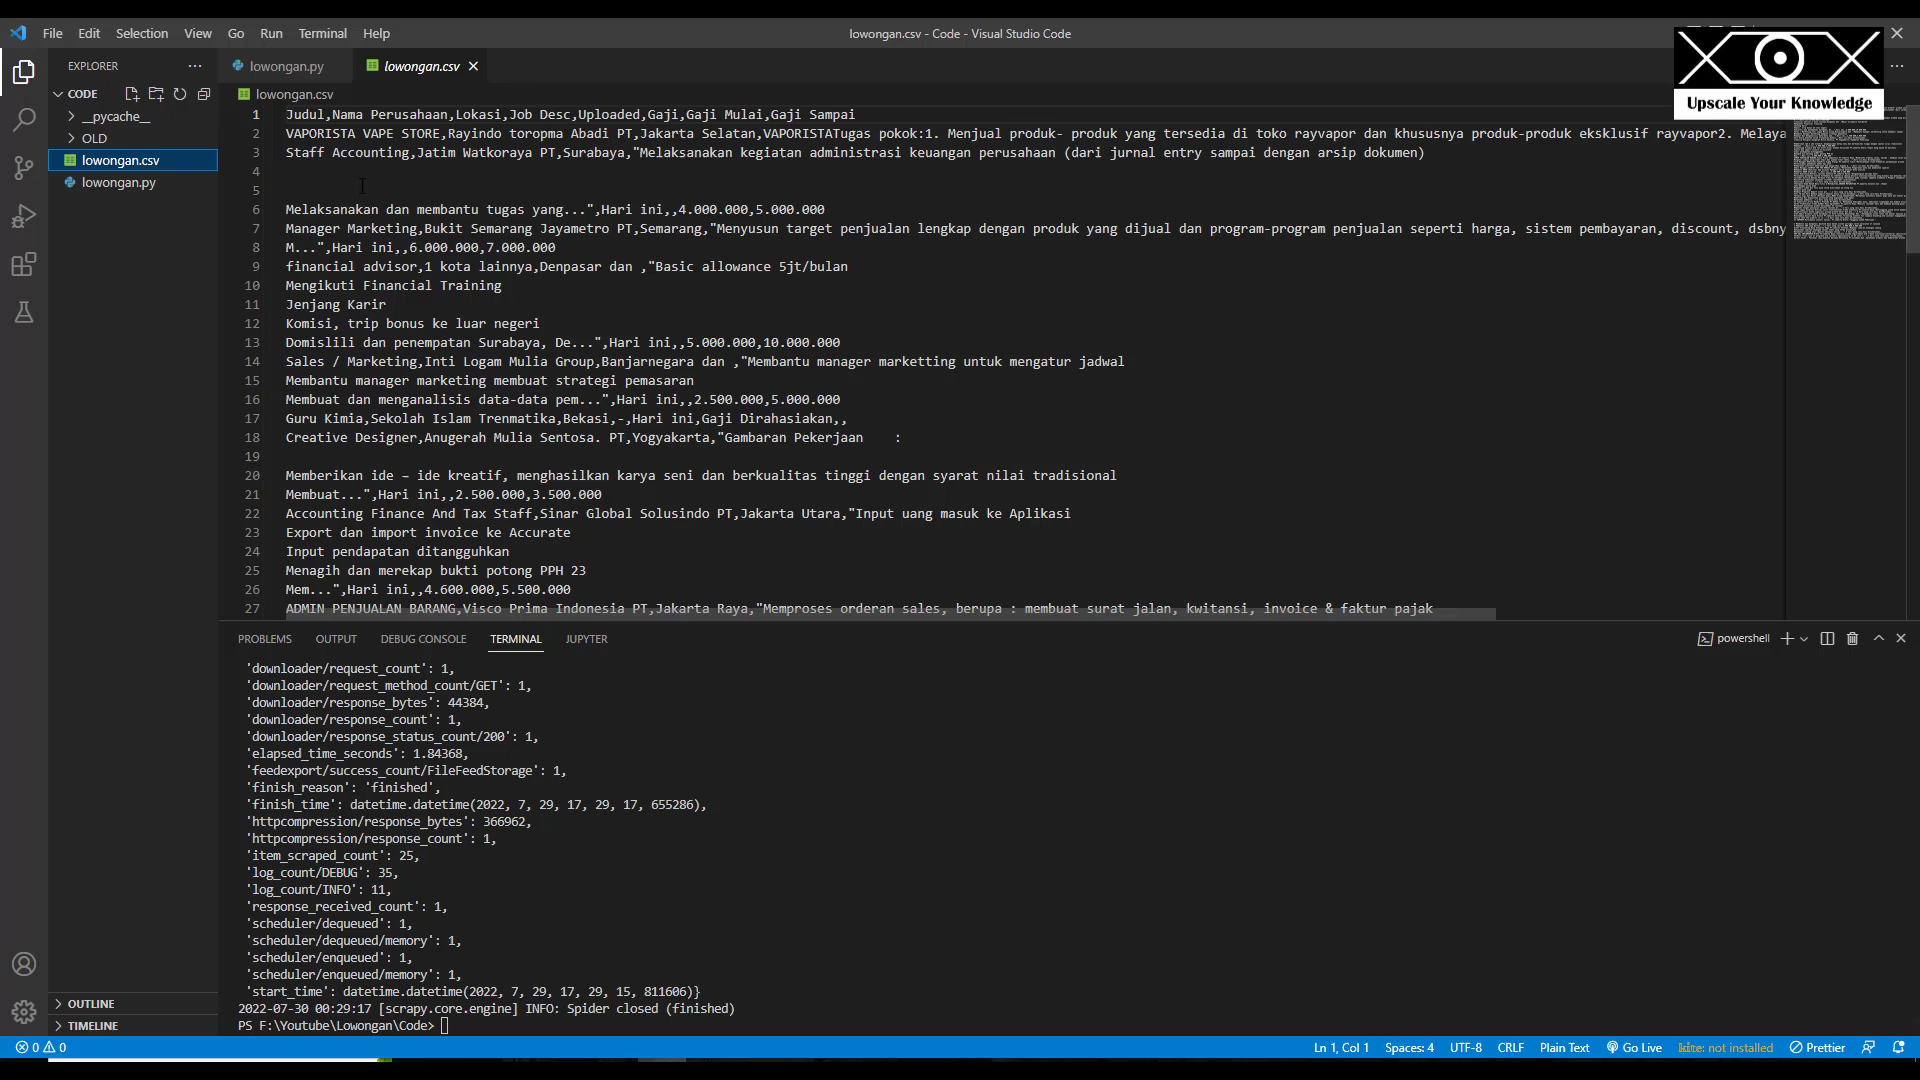 File Edit Selection View Go Run Terminal Help
lowongan.csv - Code - Visual Studio Code
Upscale Your Knowledge
EXPLORER
CODE
__pycache__
OLD
lowongan.csv
lowongan.py
OUTLINE
TIMELINE
lowongan.py lowongan.csv
lowongan.csv
1 Judul,Nama Perusahaan,Lokasi,Job Desc,Uploaded,Gaji,Gaji Mulai,Gaji Sampai
2 VAPORISTA VAPE STORE,Rayindo toropma Abadi PT,Jakarta Selatan,VAPORISTATugas pokok:1. Menjual produk- produk yang tersedia di toko rayvapor dan khususnya produk-produk eksklusif rayvapor2. Melaya
3 Staff Accounting,Jatim Watkoraya PT,Surabaya,"Melaksanakan kegiatan administrasi keuangan perusahaan (dari jurnal entry sampai dengan arsip dokumen)
4
5
6 Melaksanakan dan membantu tugas yang...",Hari ini,,4.000.000,5.000.000
7 Manager Marketing,Bukit Semarang Jayametro PT,Semarang,"Menyusun target penjualan lengkap dengan produk yang dijual dan program-program penjualan seperti harga, sistem pembayaran, discount, dsbny
8 M...",Hari ini,,6.000.000,7.000.000
9 financial advisor,1 kota lainnya,Denpasar dan ,"Basic allowance 5jt/bulan
10 Mengikuti Financial Training
11 Jenjang Karir
12 Komisi, trip bonus ke luar negeri
13 Domislili dan penempatan Surabaya, De...",Hari ini,,5.000.000,10.000.000
14 Sales / Marketing,Inti Logam Mulia Group,Banjarnegara dan ,"Membantu manager marketting untuk mengatur jadwal
15 Membantu manager marketing membuat strategi pemasaran
16 Membuat dan menganalisis data-data pem...",Hari ini,,2.500.000,5.000.000
17 Guru Kimia,Sekolah Islam Trenmatika,Bekasi,-,Hari ini,Gaji Dirahasiakan,,
18 Creative Designer,Anugerah Mulia Sentosa. PT,Yogyakarta,"Gambaran Pekerjaan    :
19
20 Memberikan ide – ide kreatif, menghasilkan karya seni dan berkualitas tinggi dengan syarat nilai tradisional
21 Membuat...",Hari ini,,2.500.000,3.500.000
22 Accounting Finance And Tax Staff,Sinar Global Solusindo PT,Jakarta Utara,"Input uang masuk ke Aplikasi
23 Export dan import invoice ke Accurate
24 Input pendapatan ditangguhkan
25 Menagih dan merekap bukti potong PPH 23
26 Mem...",Hari ini,,4.600.000,5.500.000
27 ADMIN PENJUALAN BARANG,Visco Prima Indonesia PT,Jakarta Raya,"Memproses orderan sales, berupa : membuat surat jalan, kwitansi, invoice & faktur pajak
PROBLEMS OUTPUT DEBUG CONSOLE TERMINAL JUPYTER powershell
'downloader/request_count': 1,
'downloader/request_method_count/GET': 1,
'downloader/response_bytes': 44384,
'downloader/response_count': 1,
'downloader/response_status_count/200': 1,
'elapsed_time_seconds': 1.84368,
'feedexport/success_count/FileFeedStorage': 1,
'finish_reason': 'finished',
'finish_time': datetime.datetime(2022, 7, 29, 17, 29, 17, 655286),
'httpcompression/response_bytes': 366962,
'httpcompression/response_count': 1,
'item_scraped_count': 25,
'log_count/DEBUG': 35,
'log_count/INFO': 11,
'response_received_count': 1,
'scheduler/dequeued': 1,
'scheduler/dequeued/memory': 1,
'scheduler/enqueued': 1,
'scheduler/enqueued/memory': 1,
'start_time': datetime.datetime(2022, 7, 29, 17, 29, 15, 811606)}
2022-07-30 00:29:17 [scrapy.core.engine] INFO: Spider closed (finished)
PS F:\Youtube\Lowongan\Code>
0 0 Ln 1, Col 1 Spaces: 4 UTF-8 CRLF Plain Text Go Live kite: not installed Prettier